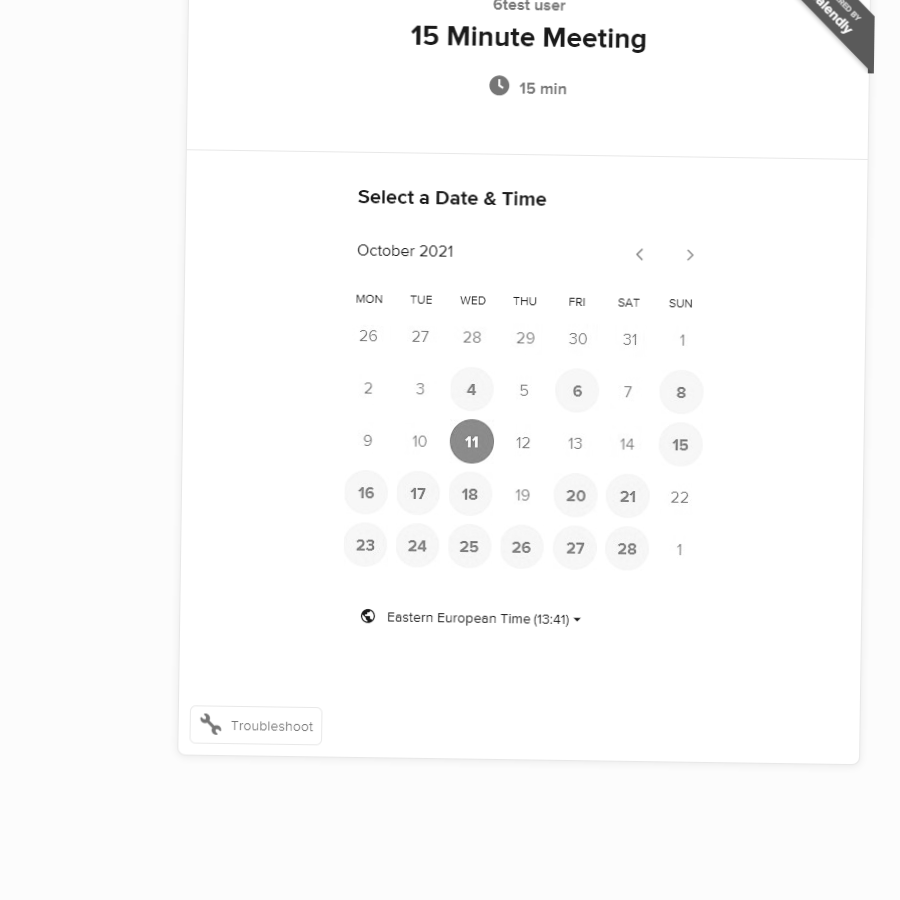 6test user
15 Minute Meeting
15 min
Select a Date & Time
October 2021
MON TUE WED THU FRI SAT SUN
26 27 28 29 30 31 1
2 3 4 5 6 7 8
9 10 11 12 13 14 15
16 17 18 19 20 21 22
23 24 25 26 27 28 1
Eastern European Time (13:41)
Troubleshoot